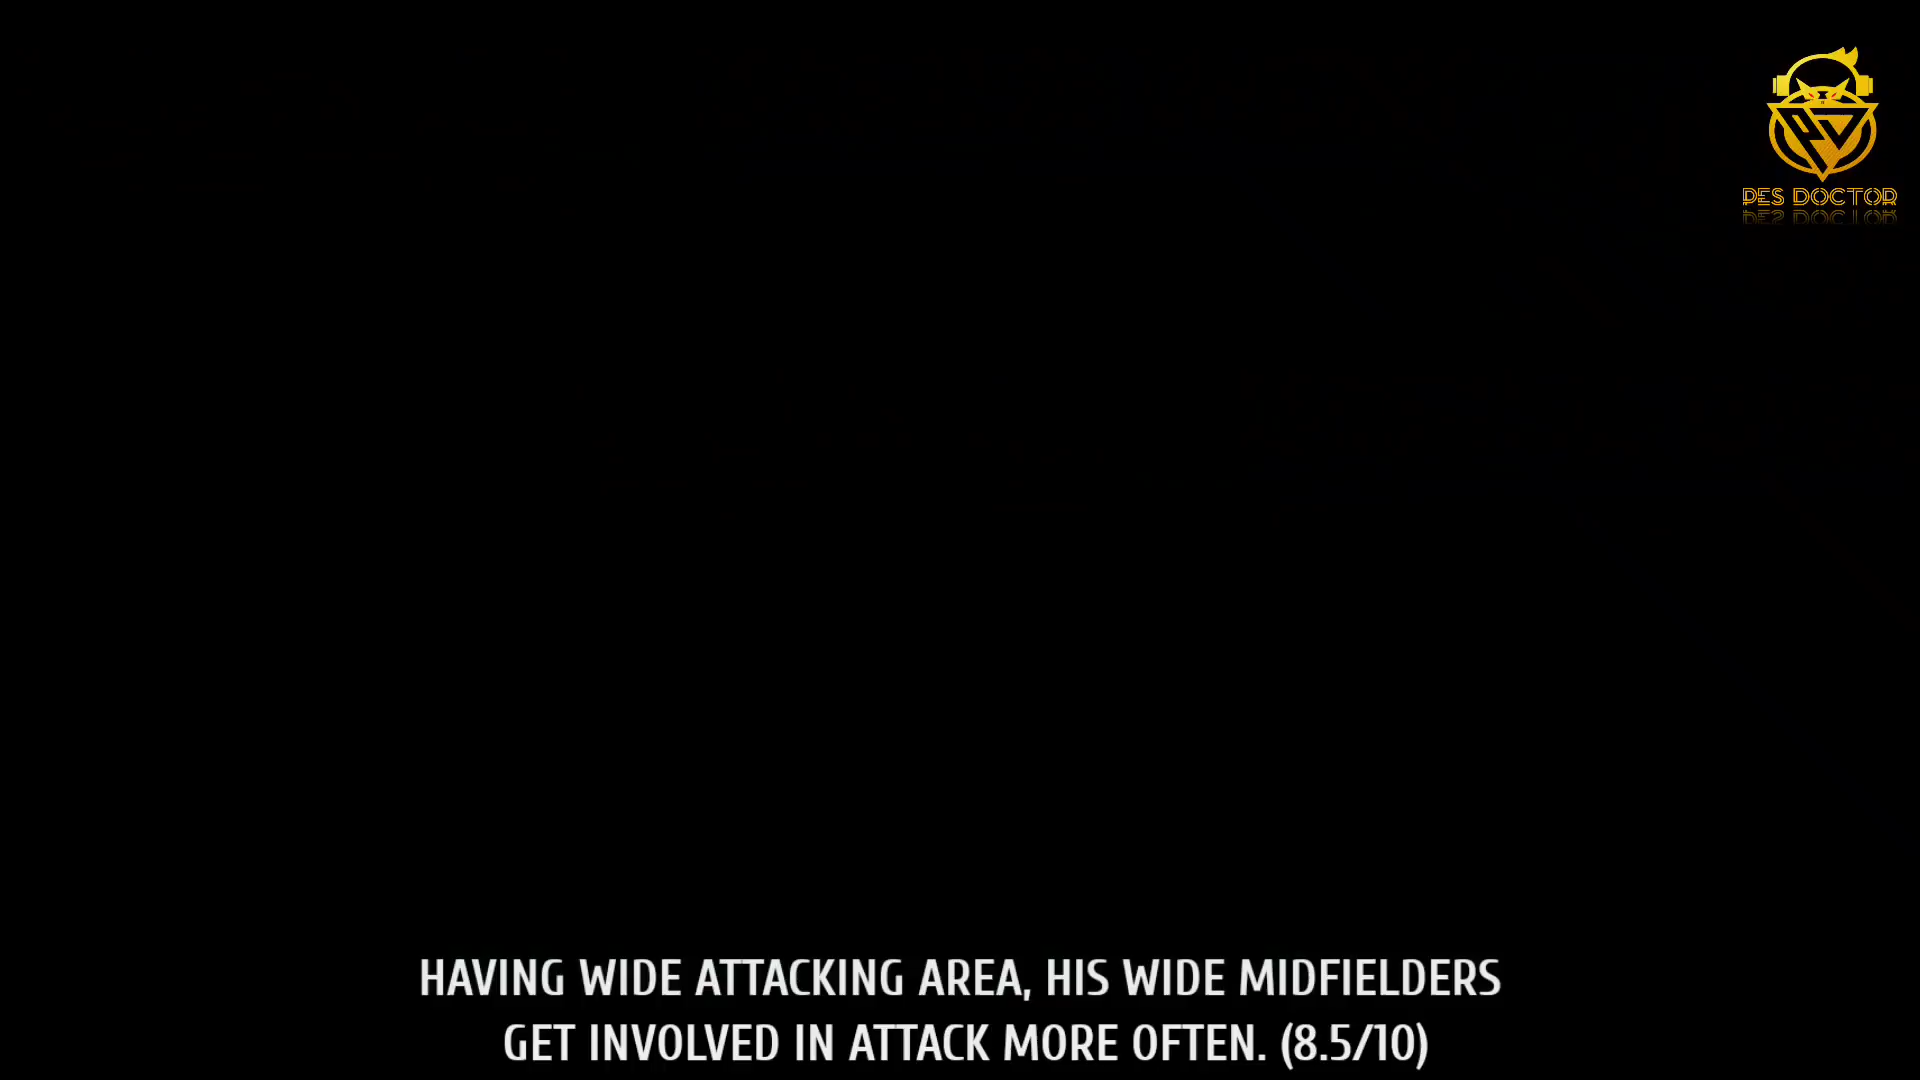 PES DOCTOR
HAVING WIDE ATTACKING AREA, HIS WIDE MIDFIELDERS
GET INVOLVED IN ATTACK MORE OFTEN. (8.5/10)